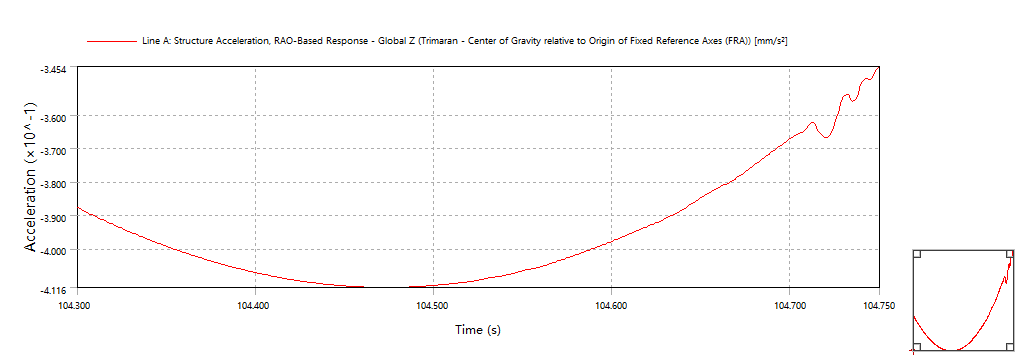 Line A: Structure Acceleration, RAO-Based Response - Global Z (Trimaran - Center of Gravity relative to Origin of Fixed Reference Axes (FRA)) [mm/s²]
-3.454
-3.600
-3.700
-3.800
-3.900
-4.000
-4.116
Acceleration (×10^-1)
104.300 104.400 104.500 104.600 104.700 104.750
Time (s)